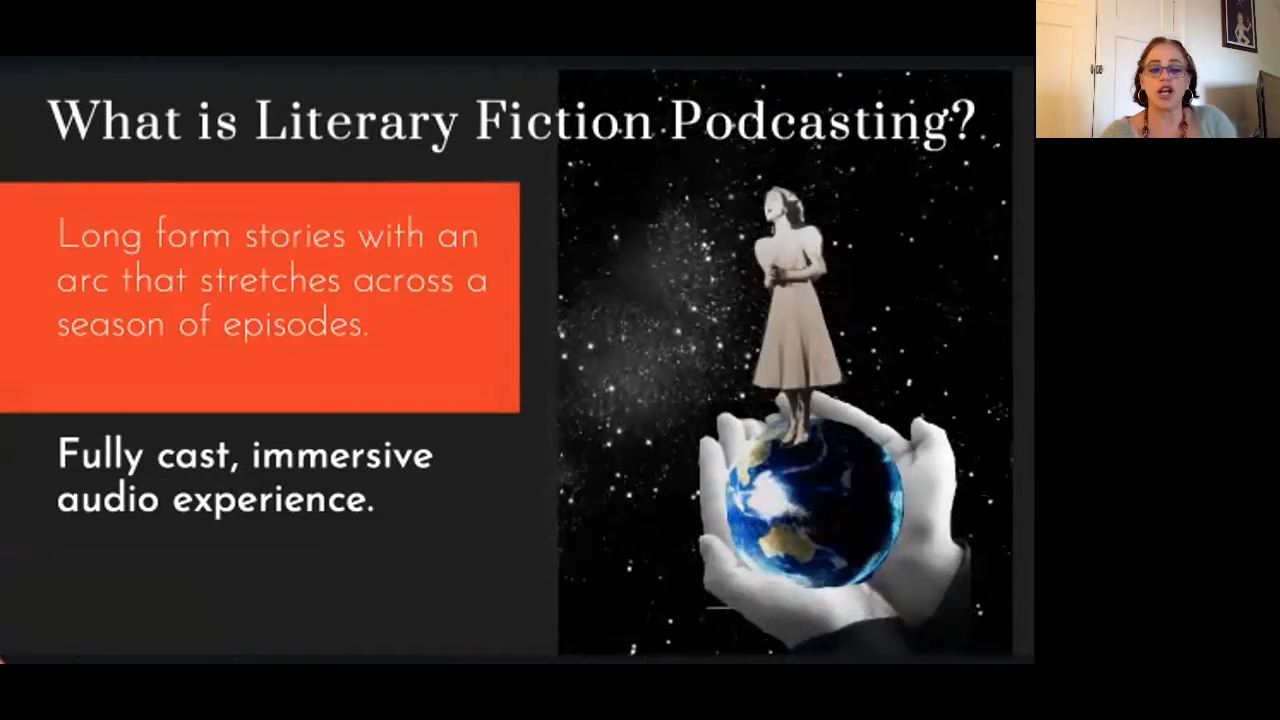 What is Literary Fiction Podcasting?
Long form stories with an
arc that stretches across a
season of episodes.
Fully cast, immersive
audio experience.